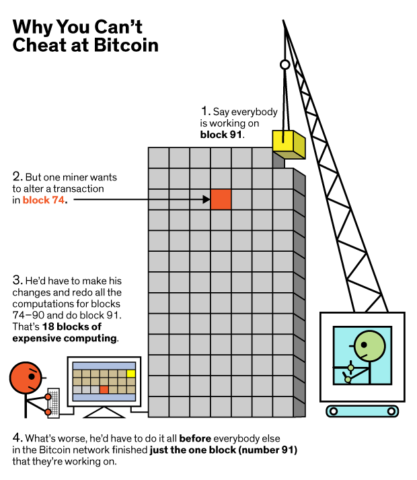 Why You Can't
Cheat at Bitcoin
1. Say everybody
is working on
block 91.
2. But one miner wants
to alter a transaction
in block 74.
3. He'd have to make his
changes and redo all the
computations for blocks
74–90 and do block 91.
That's 18 blocks of
expensive computing.
4. What's worse, he'd have to do it all before everybody else
in the Bitcoin network finished just the one block (number 91)
that they're working on.